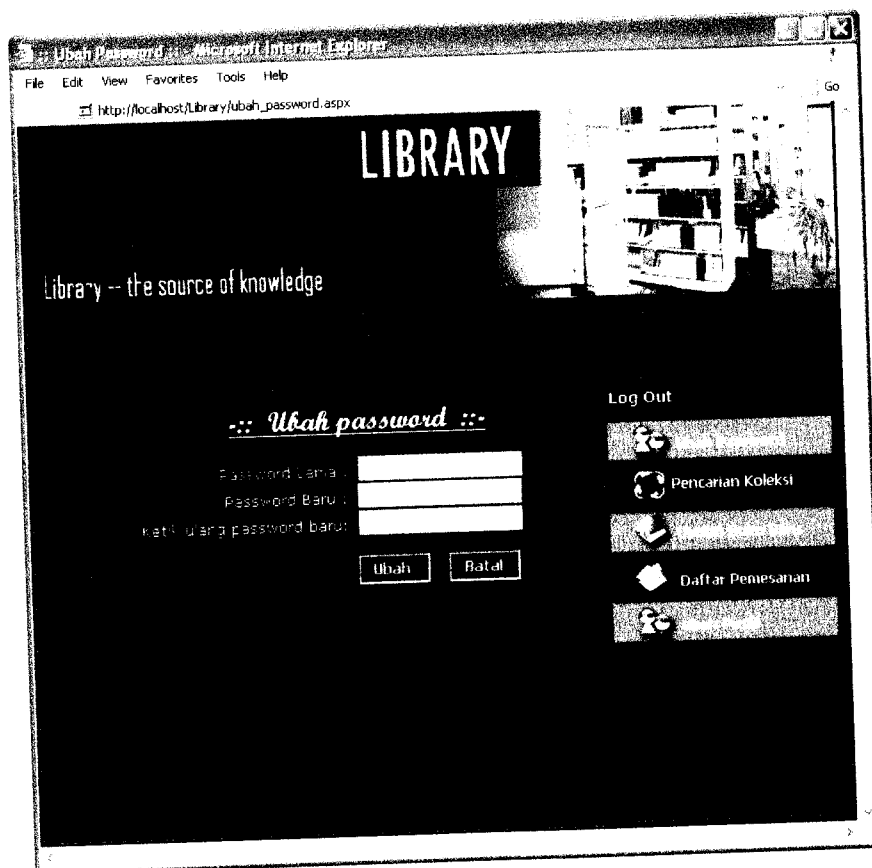 .:: Ubah Password ::. - Microsoft Internet Explorer
File Edit View Favorites Tools Help
http://localhost/Library/ubah_password.aspx
Go
LIBRARY
Library -- the source of knowledge
Log Out
-:: Ubah password ::-
Password Lama :
Password Baru :
Ketik ulang password baru:
Ubah Batal
Pencarian Koleksi
Daftar Pemesanan